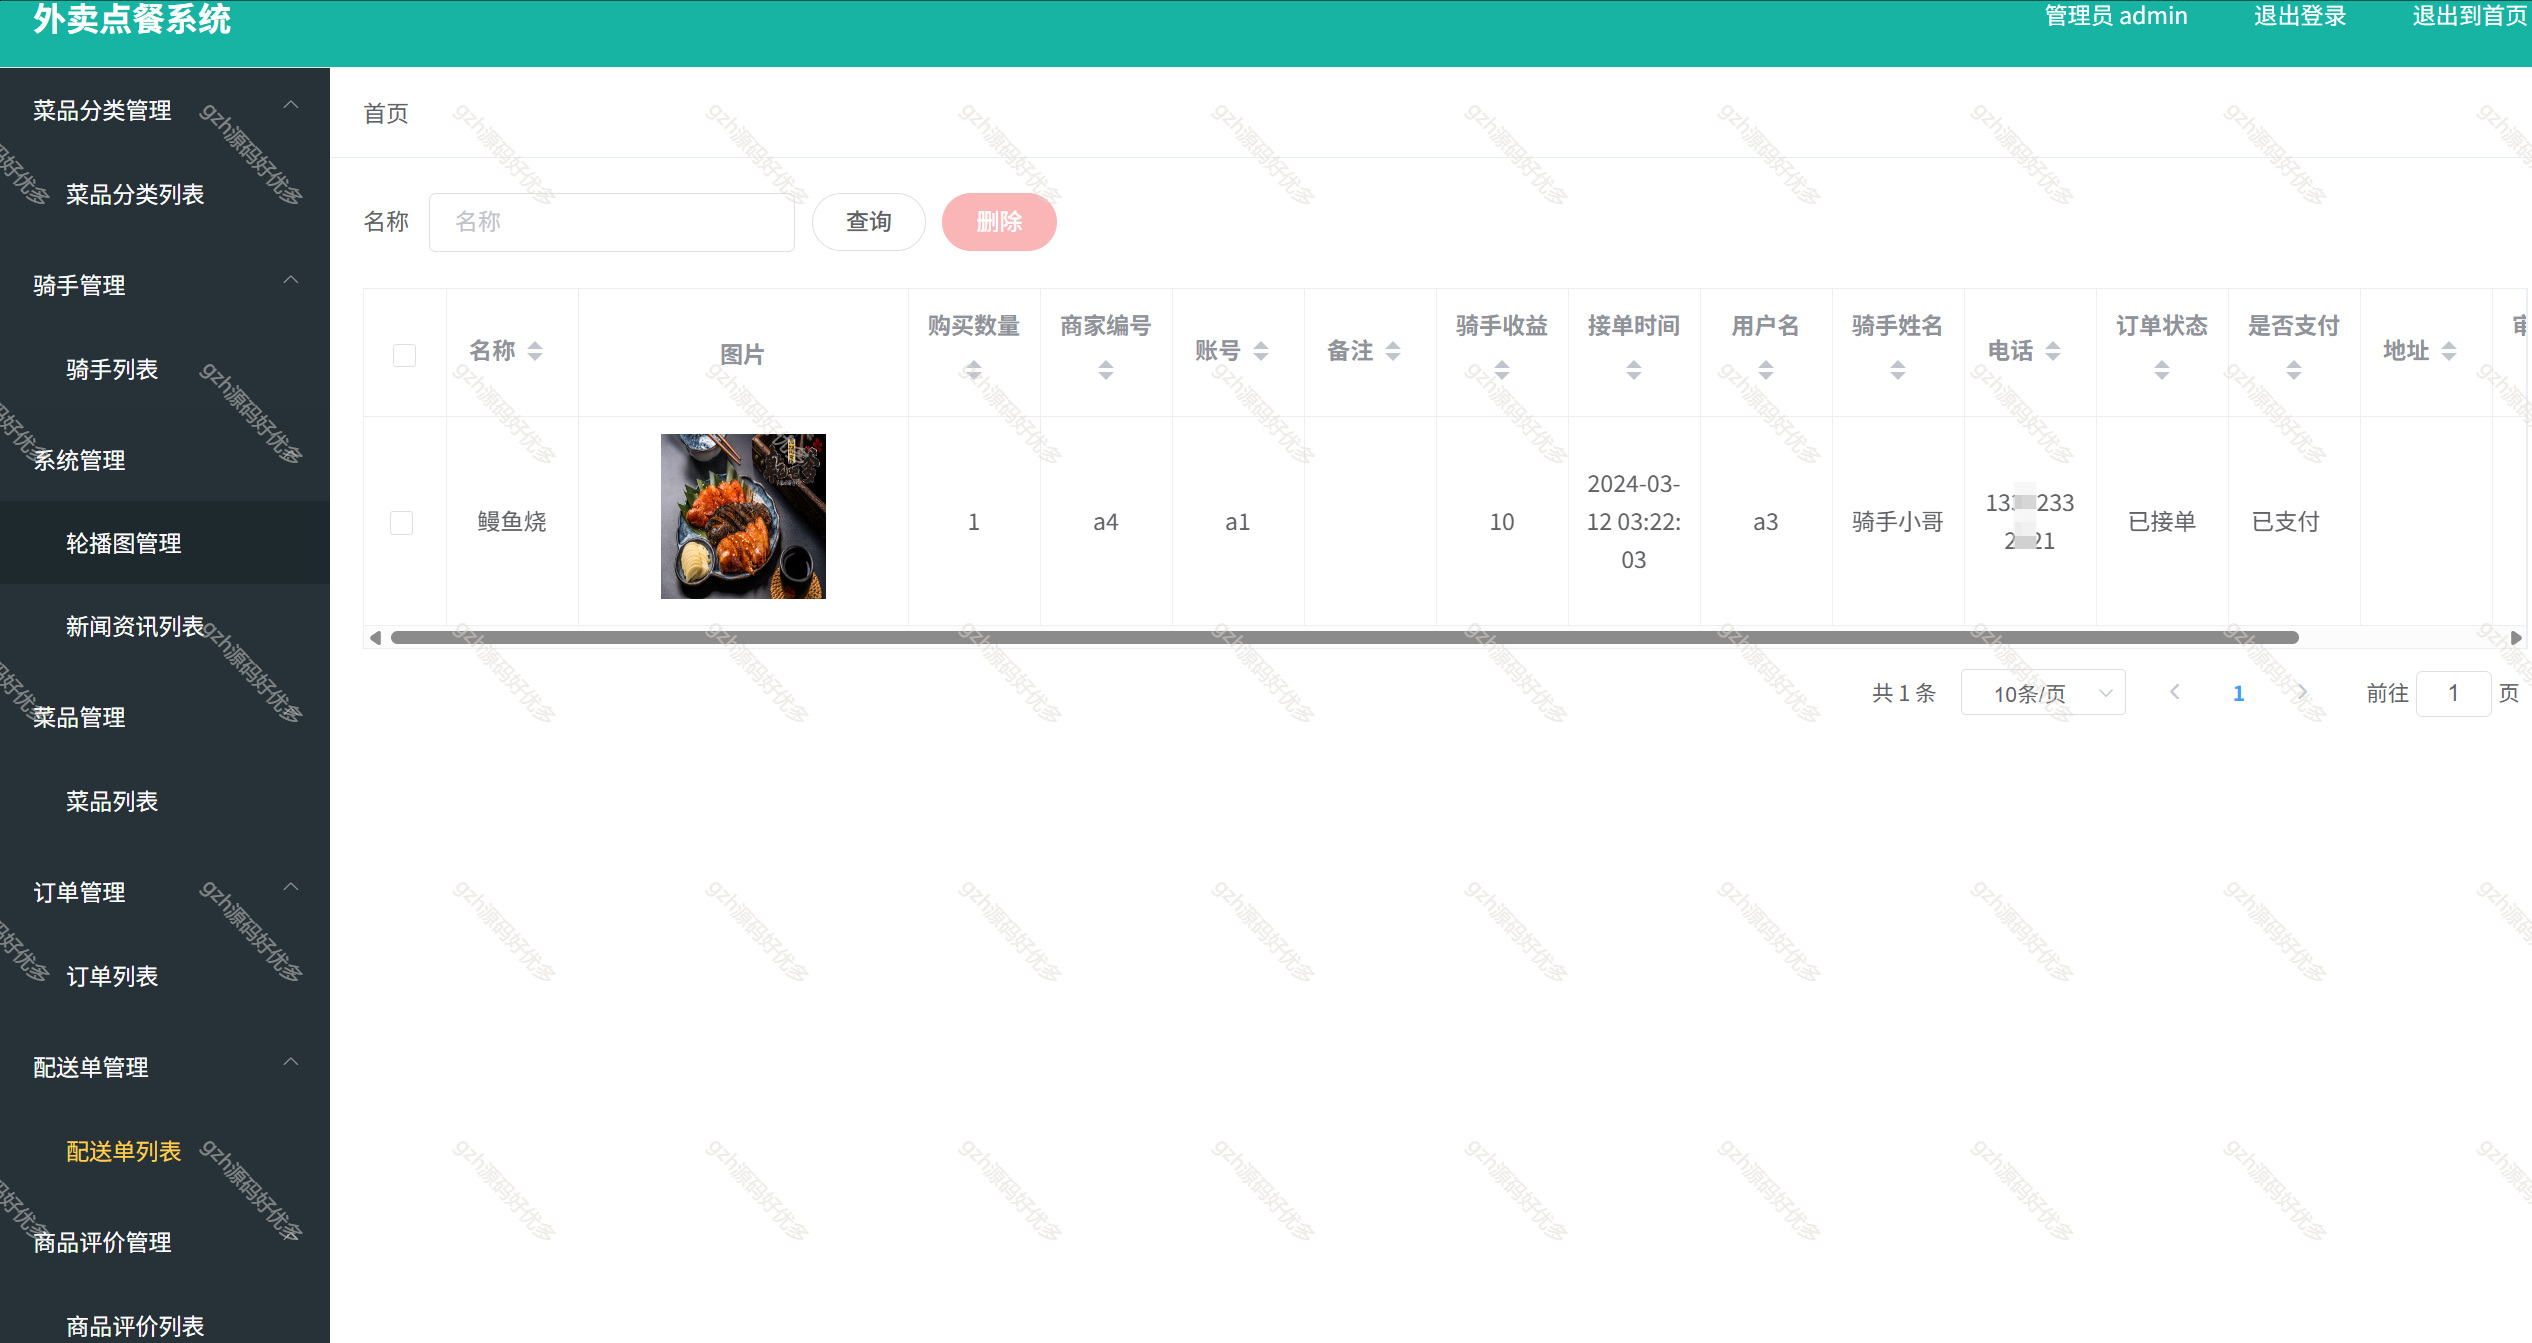 外卖点餐系统
管理员 admin 退出登录 退出到首页
菜品分类管理
菜品分类列表
骑手管理
骑手列表
系统管理
轮播图管理
新闻资讯列表
菜品管理
菜品列表
订单管理
订单列表
配送单管理
配送单列表
商品评价管理
商品评价列表
首页
名称 名称 查询 删除
名称 图片 购买数量 商家编号 账号 备注 骑手收益 接单时间 用户名 骑手姓名 电话 订单状态 是否支付 地址
鳗鱼烧 1 a4 a1 10 2024-03-12 03:22:03 a3 骑手小哥 已接单 已支付
共 1 条 10条/页 1 前往 1 页
gzh源码好优多